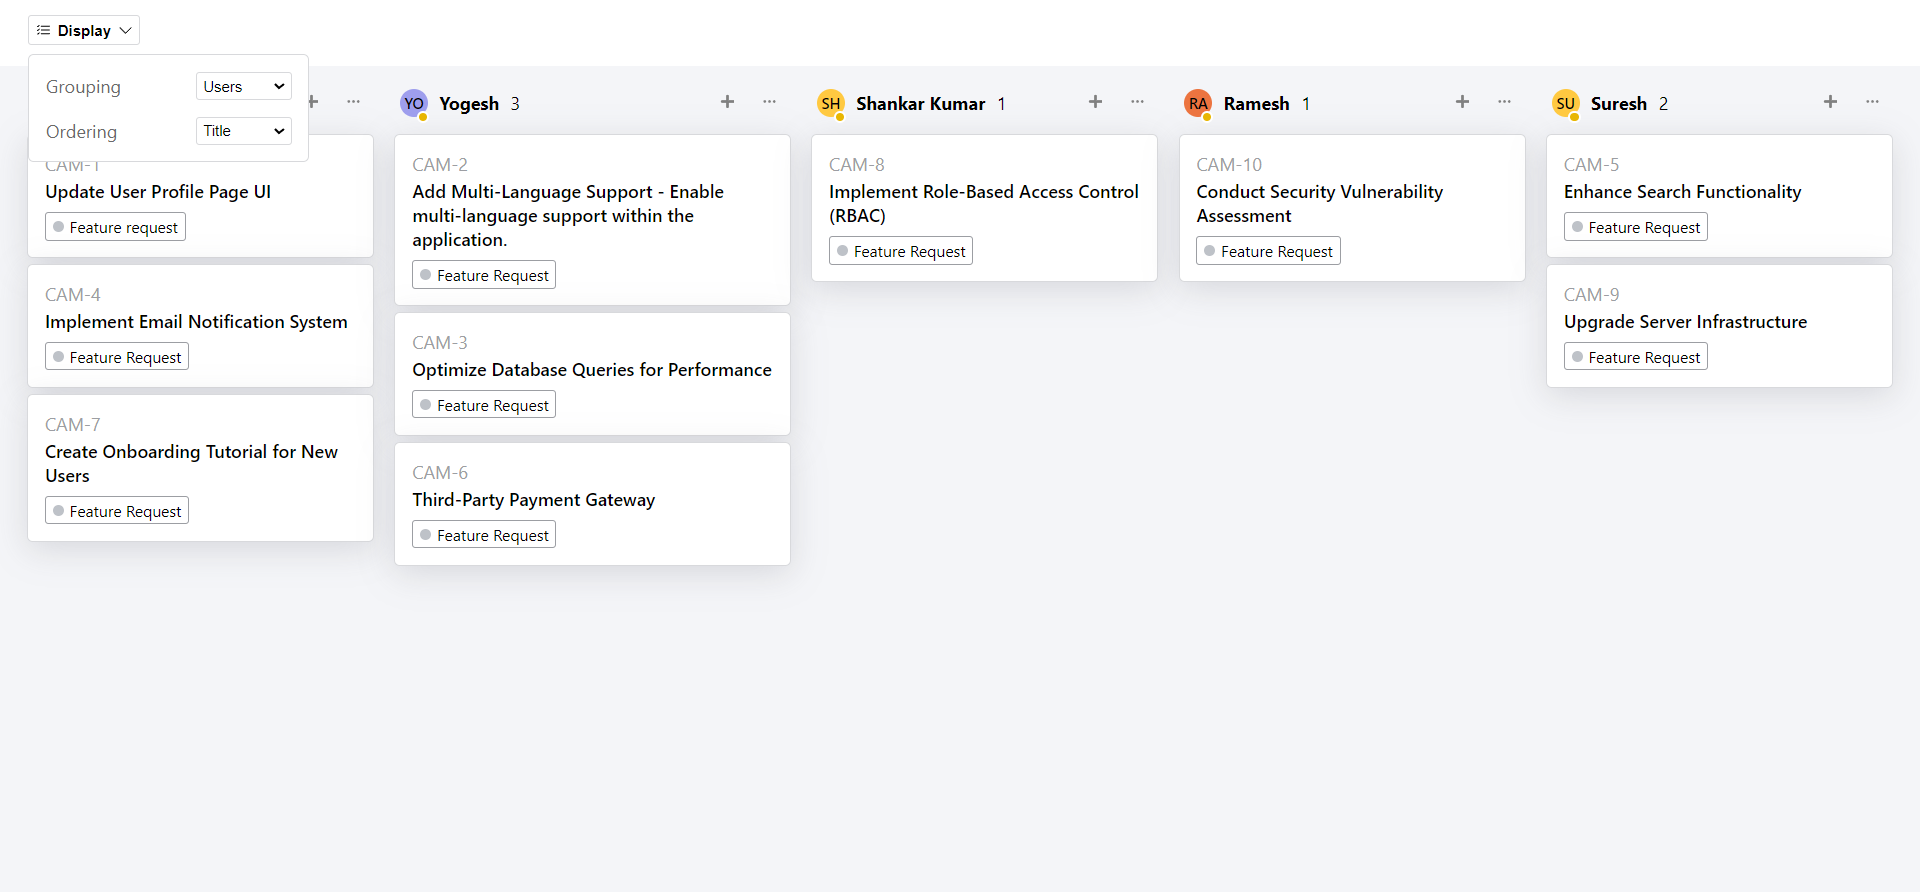 Display
Grouping
Users
Ordering
Title
CAM-1
Update User Profile Page UI
Feature request
CAM-4
Implement Email Notification System
Feature Request
CAM-7
Create Onboarding Tutorial for New
Users
Feature Request
YO Yogesh 3
CAM-2
Add Multi-Language Support - Enable
multi-language support within the
application.
Feature Request
CAM-3
Optimize Database Queries for Performance
Feature Request
CAM-6
Third-Party Payment Gateway
Feature Request
SH Shankar Kumar 1
CAM-8
Implement Role-Based Access Control
(RBAC)
Feature Request
RA Ramesh 1
CAM-10
Conduct Security Vulnerability
Assessment
Feature Request
SU Suresh 2
CAM-5
Enhance Search Functionality
Feature Request
CAM-9
Upgrade Server Infrastructure
Feature Request